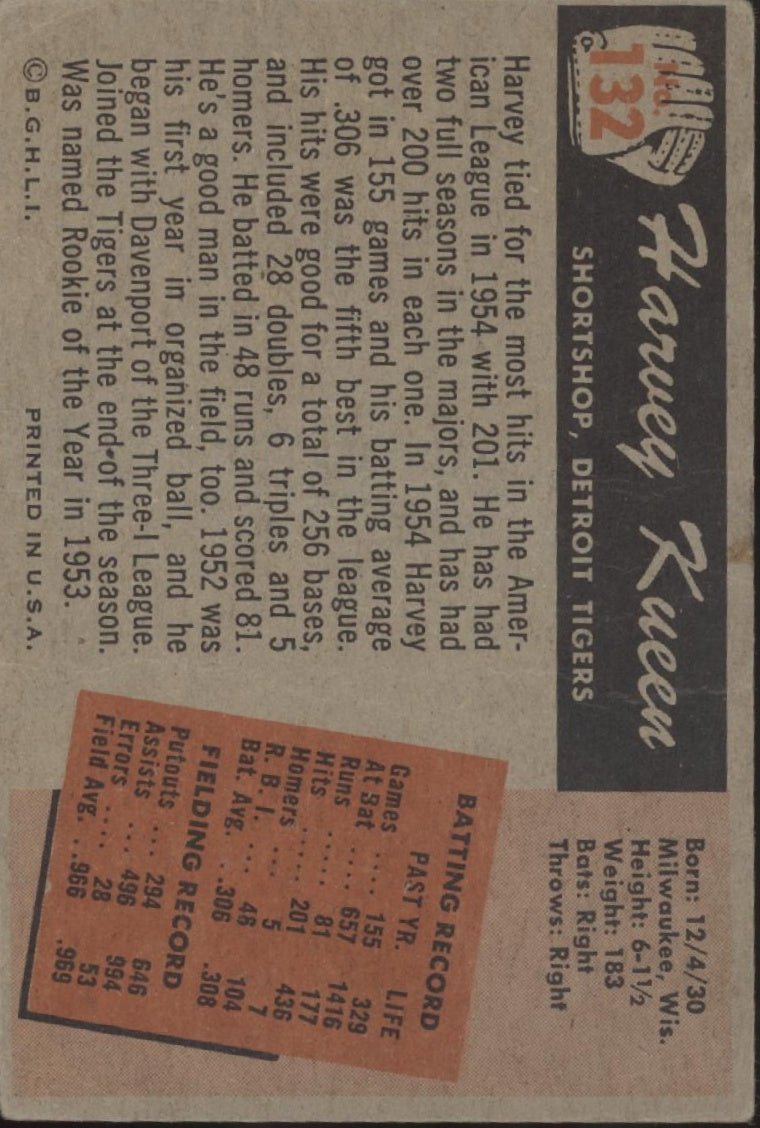 No.
132
Harvey Kueen
SHORTSHOP, DETROIT TIGERS
Born: 12/4/30
Milwaukee, Wis.
Height: 6-1½
Weight: 183
Bats: Right
Throws: Right
Harvey tied for the most hits in the Amer-
ican League in 1954 with 201. He has had
two full seasons in the majors, and has had
over 200 hits in each one. In 1954 Harvey
got in 155 games and his batting average
of .306 was the fifth best in the league.
His hits were good for a total of 256 bases,
and included 28 doubles, 6 triples and 5
homers. He batted in 48 runs and scored 81.
He's a good man in the field, too. 1952 was
his first year in organized ball, and he
began with Davenport of the Three-I League.
Joined the Tigers at the end of the season.
Was named Rookie of the Year in 1953.
© B.G.H.L.I. PRINTED IN U.S.A.
BATTING RECORD
PAST YR. LIFE
Games .... 155 329
At Bat .... 657 1416
Runs ..... 81 177
Hits ..... 201 436
Homers ..... 5 7
R. B. I. ... 48 104
Bat. Avg. .. .306 .308
FIELDING RECORD
Putouts ... 294 646
Assists ... 496 994
Errors .... 28 53
Field Avg. .. .966 .969